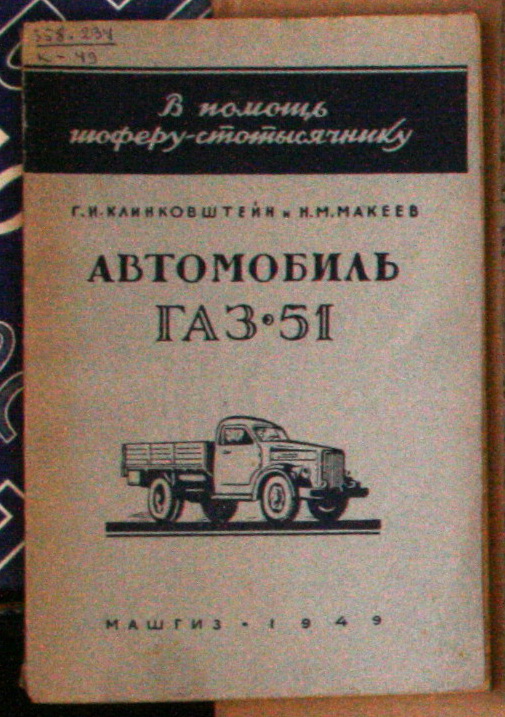 В помощь
шоферу-стотысячнику
Г.И. КЛИНКОВШТЕЙН и Н.М. МАКЕЕВ
АВТОМОБИЛЬ
ГАЗ·51
МАШГИЗ · 1949